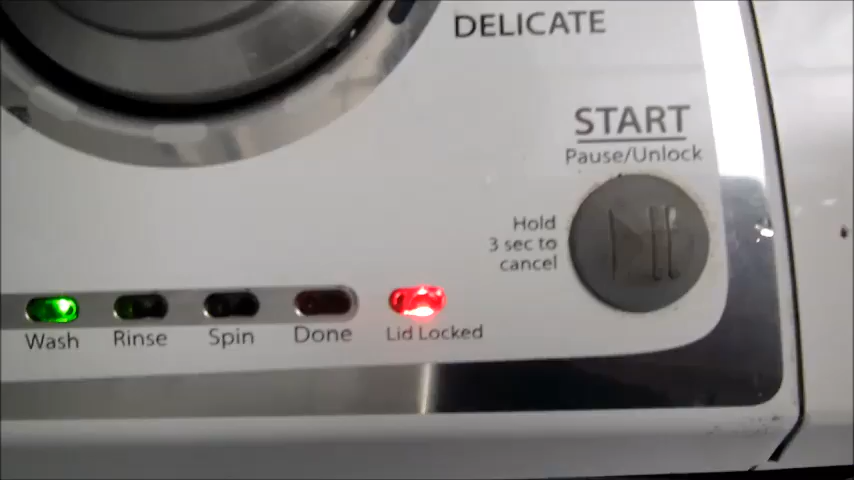 DELICATE
START
Pause/Unlock
Hold
3 sec to
cancel
Wash
Rinse
Spin
Done
Lid Locked